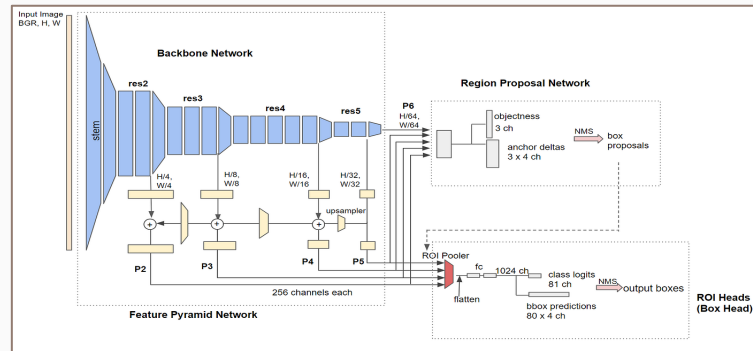 Input Image
BGR, H, W
Backbone Network
stem
res2
res3
res4
res5
H/4,
W/4
H/8,
W/8
H/16,
W/16
H/32,
W/32
upsampler
P2
P3
P4
P5
256 channels each
Feature Pyramid Network
P6
H/64,
W/64
Region Proposal Network
objectness
3 ch
anchor deltas
3 x 4 ch
NMS
box
proposals
ROI Pooler
flatten
fc
1024 ch
class logits
81 ch
bbox predictions
80 x 4 ch
NMS
output boxes
ROI Heads
(Box Head)